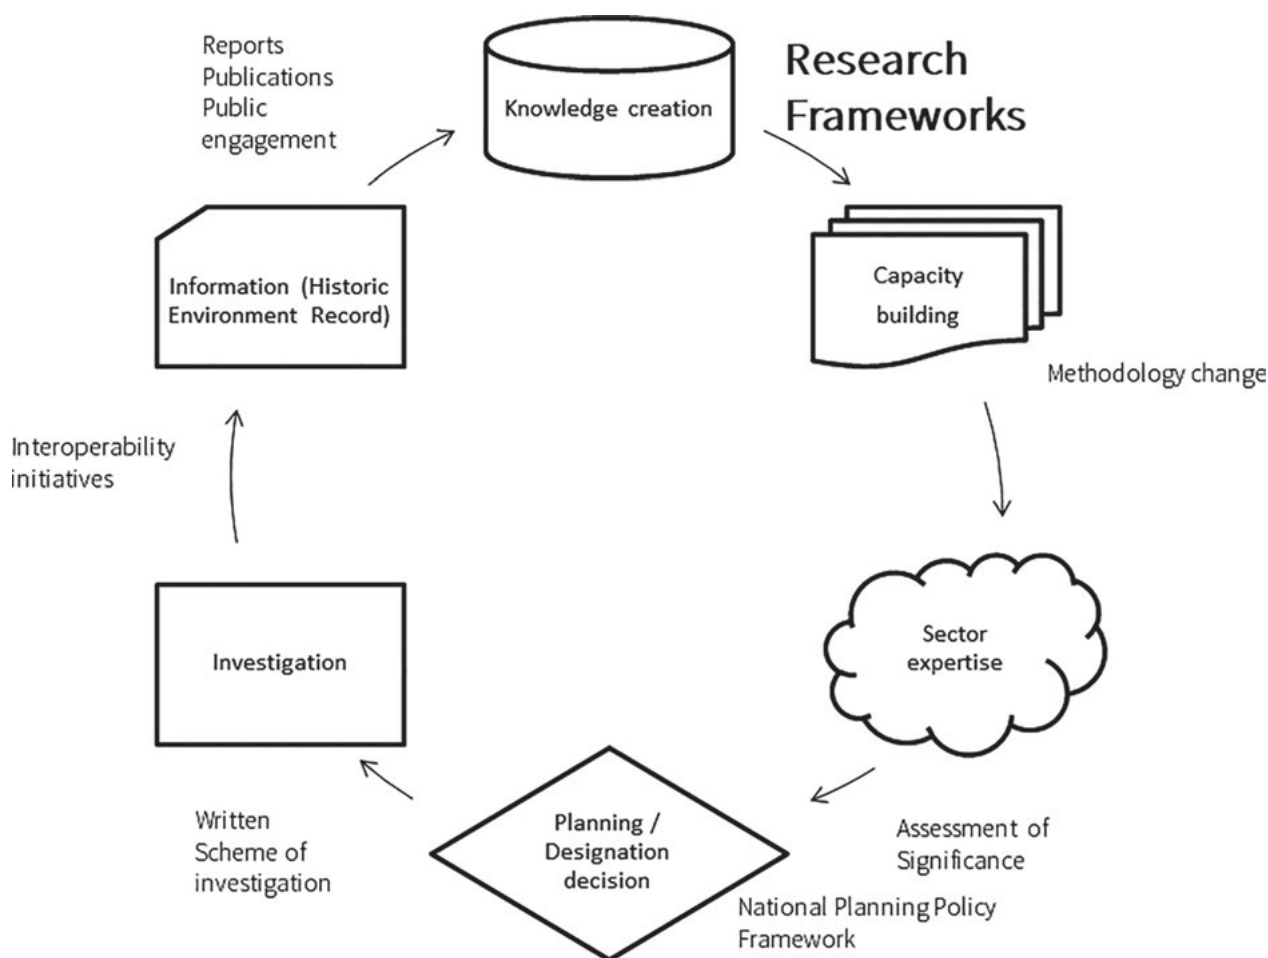 Reports
Publications
Public
engagement
Knowledge creation
Research
Frameworks
Information (Historic
Environment Record)
Capacity
building
Methodology change
Interoperability
initiatives
Sector
expertise
Investigation
Written
Scheme of
investigation
Planning /
Designation
decision
Assessment of
Significance
National Planning Policy
Framework